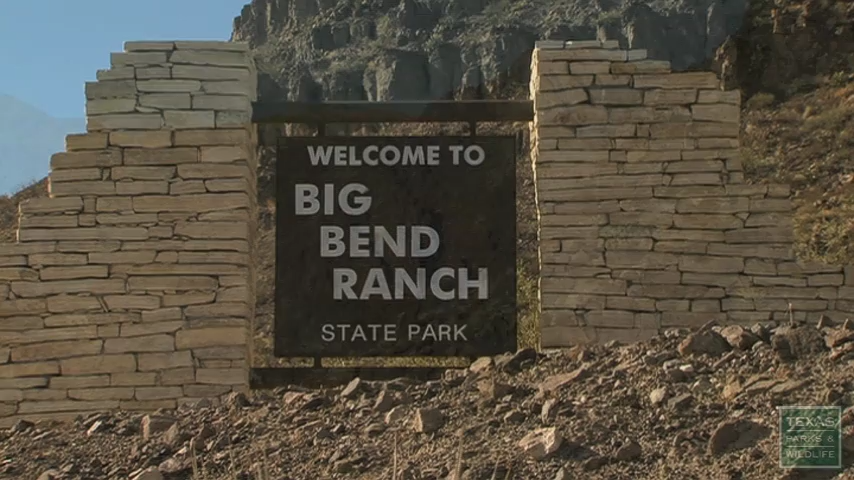 WELCOME TO
BIG
BEND
RANCH
STATE PARK
TEXAS
PARKS &
WILDLIFE